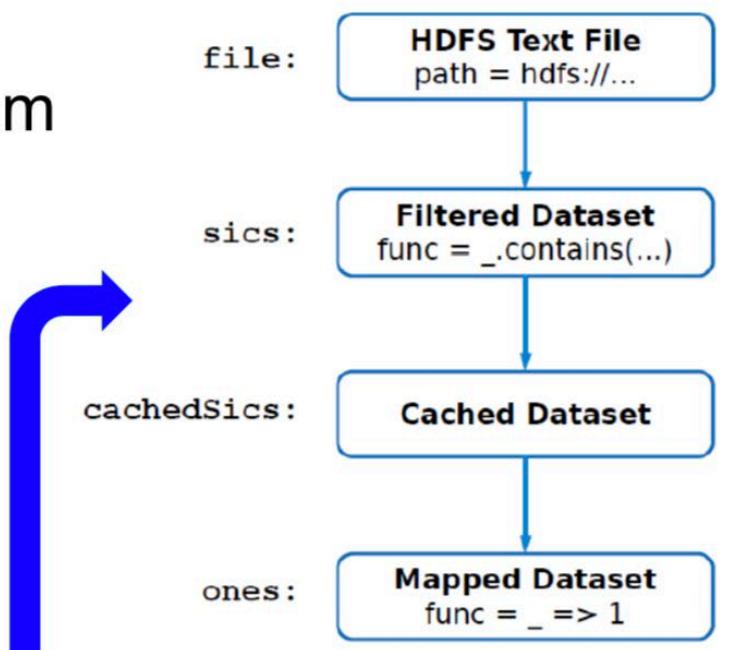 m
file:
HDFS Text File
path = hdfs://...
sics:
Filtered Dataset
func = _.contains(...)
cachedSics:
Cached Dataset
ones:
Mapped Dataset
func = _ => 1